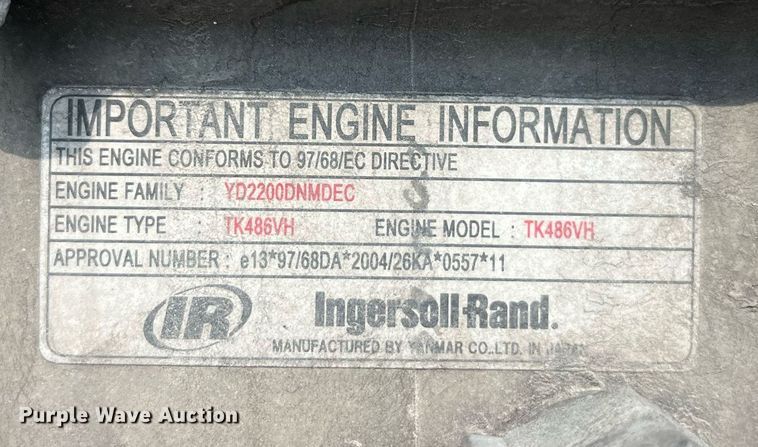 IMPORTANT ENGINE INFORMATION
THIS ENGINE CONFORMS TO 97/68/EC DIRECTIVE
ENGINE FAMILY : YD2200DNMDEC
ENGINE TYPE : TK486VH ENGINE MODEL : TK486VH
APPROVAL NUMBER : e13*97/68DA*2004/26KA*0557*11
IR Ingersoll-Rand.
MANUFACTURED BY YANMAR CO.,LTD. IN JAPAN
Purple Wave Auction